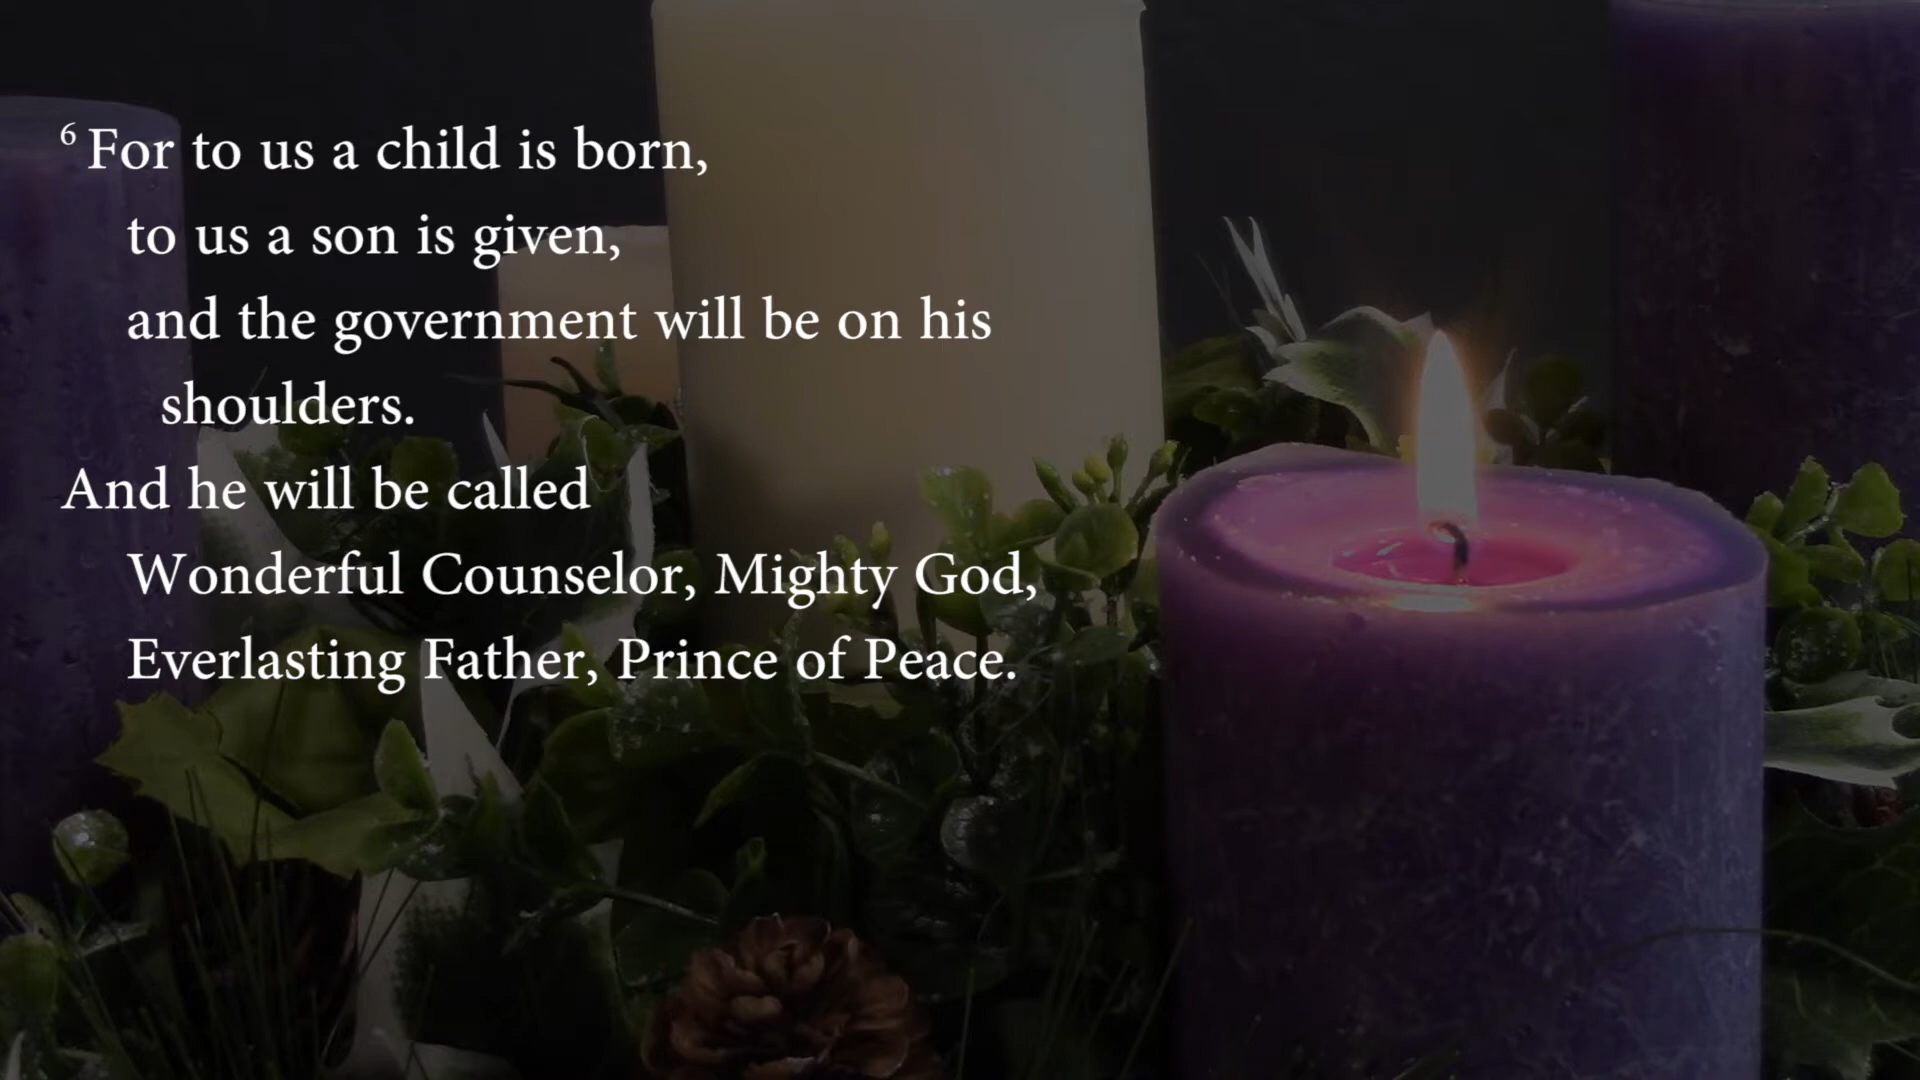 6 For to us a child is born,
to us a son is given,
and the government will be on his
shoulders.
And he will be called
Wonderful Counselor, Mighty God,
Everlasting Father, Prince of Peace.